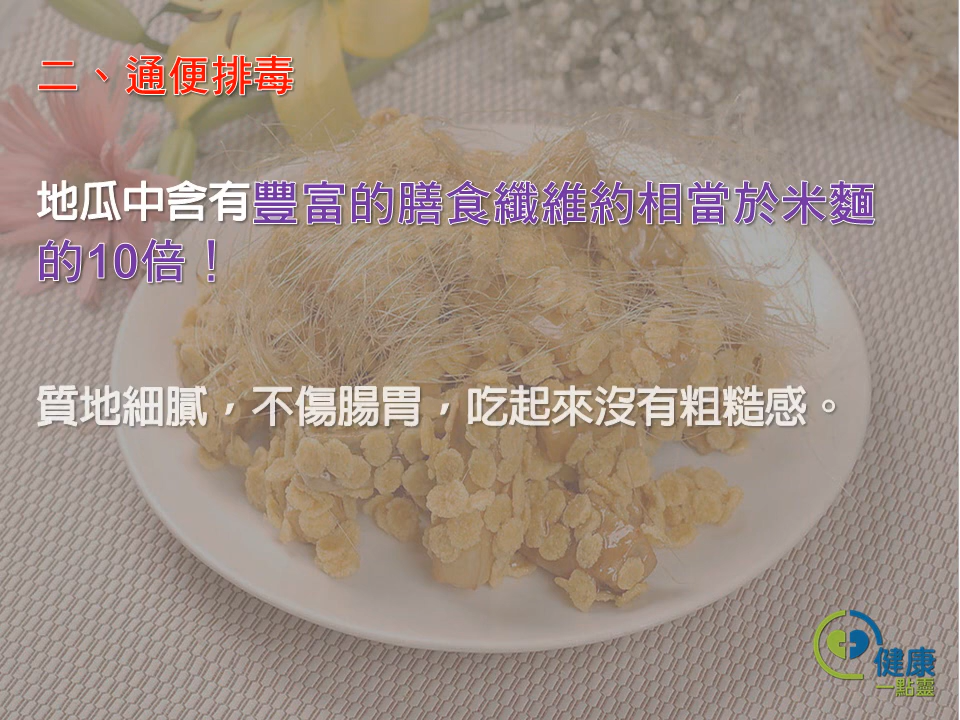 二、通便排毒
地瓜中含有豐富的膳食纖維約相當於米麵
的10倍！
質地細膩，不傷腸胃，吃起來沒有粗糙感。
健康
一點靈